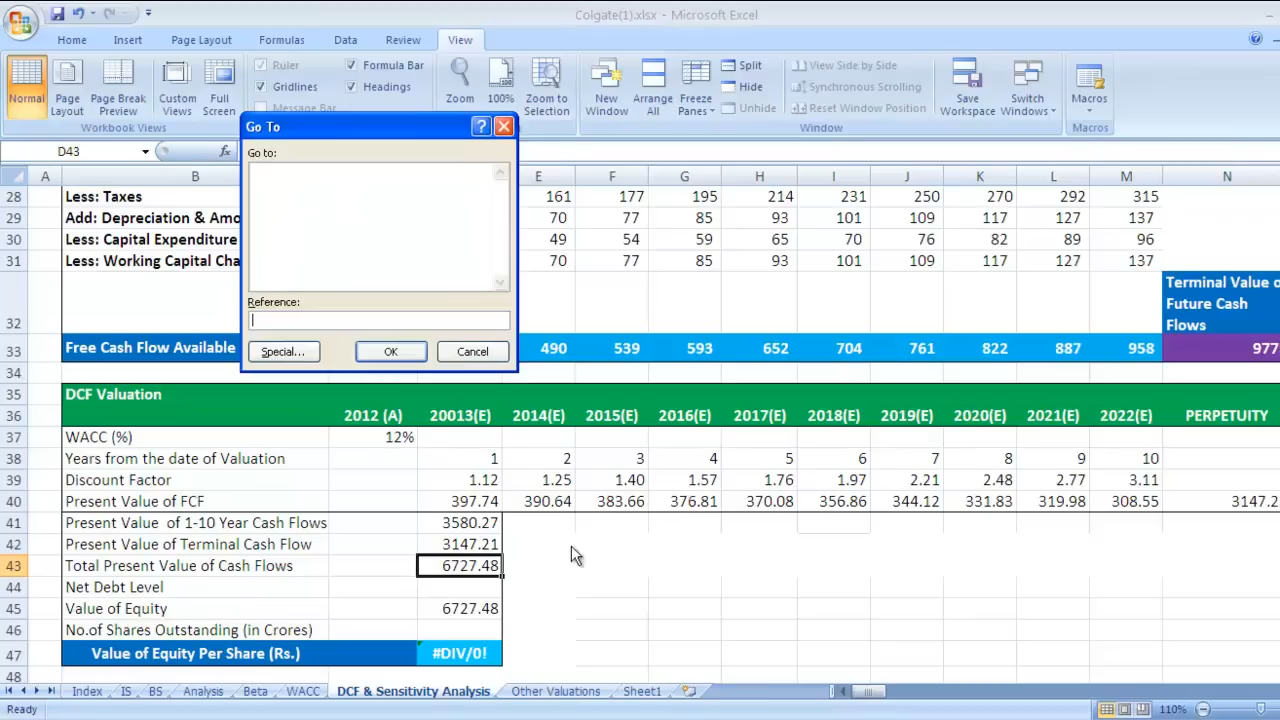 Colgate(1).xlsx - Microsoft Excel
Home Insert Page Layout Formulas Data Review View
Ruler Formula Bar
Gridlines Headings
Message Bar
Normal Page Layout Page Break Preview Custom Views Full Screen
Workbook Views
Zoom 100% Zoom to Selection
New Window Arrange All Freeze Panes
Split
Hide
Unhide
View Side by Side
Synchronous Scrolling
Reset Window Position
Window
Save Workspace Switch Windows
Macros
Macros
D43 fx
Go To ?
Go to:
Reference:
Special... OK Cancel
A B E F G H I J K L M N
28 Less: Taxes 161 177 195 214 231 250 270 292 315
29 Add: Depreciation & Amo 70 77 85 93 101 109 117 127 137
30 Less: Capital Expenditure 49 54 59 65 70 76 82 89 96
31 Less: Working Capital Cha 70 77 85 93 101 109 117 127 137
32 Terminal Value o
Future Cash
Flows
33 Free Cash Flow Available 490 539 593 652 704 761 822 887 958 977
34
35 DCF Valuation
36 2012 (A) 20013(E) 2014(E) 2015(E) 2016(E) 2017(E) 2018(E) 2019(E) 2020(E) 2021(E) 2022(E) PERPETUITY
37 WACC (%) 12%
38 Years from the date of Valuation 1 2 3 4 5 6 7 8 9 10
39 Discount Factor 1.12 1.25 1.40 1.57 1.76 1.97 2.21 2.48 2.77 3.11
40 Present Value of FCF 397.74 390.64 383.66 376.81 370.08 356.86 344.12 331.83 319.98 308.55 3147.2
41 Present Value of 1-10 Year Cash Flows 3580.27
42 Present Value of Terminal Cash Flow 3147.21
43 Total Present Value of Cash Flows 6727.48
44 Net Debt Level
45 Value of Equity 6727.48
46 No.of Shares Outstanding (in Crores)
47 Value of Equity Per Share (Rs.) #DIV/0!
48
Index IS BS Analysis Beta WACC DCF & Sensitivity Analysis Other Valuations Sheet1
Ready 110%